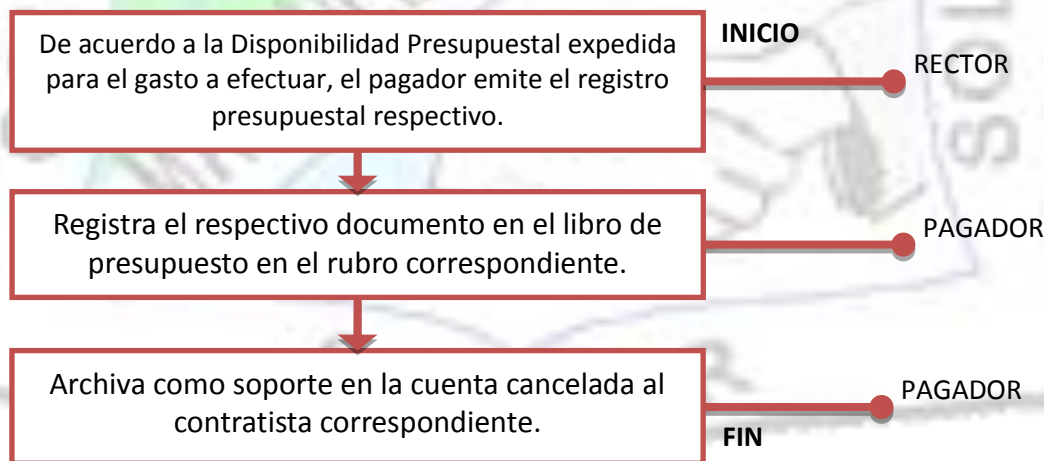 De acuerdo a la Disponibilidad Presupuestal expedida
para el gasto a efectuar, el pagador emite el registro
presupuestal respectivo.
INICIO
RECTOR
Registra el respectivo documento en el libro de
presupuesto en el rubro correspondiente.
PAGADOR
Archiva como soporte en la cuenta cancelada al
contratista correspondiente.
PAGADOR
FIN